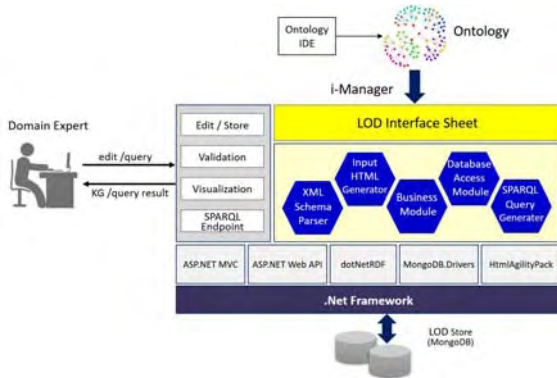 Ontology
IDE
Ontology
i-Manager
Domain Expert
edit /query
KG /query result
Edit / Store
Validation
Visualization
SPARQL
Endpoint
LOD Interface Sheet
XML
Schema
Parser
Input
HTML
Generator
Business
Module
Database
Access
Module
SPARQL
Query
Generater
ASP.NET MVC
ASP.NET Web API
dotNetRDF
MongoDB.Drivers
HtmlAgilityPack
.Net Framework
LOD Store
(MongoDB)